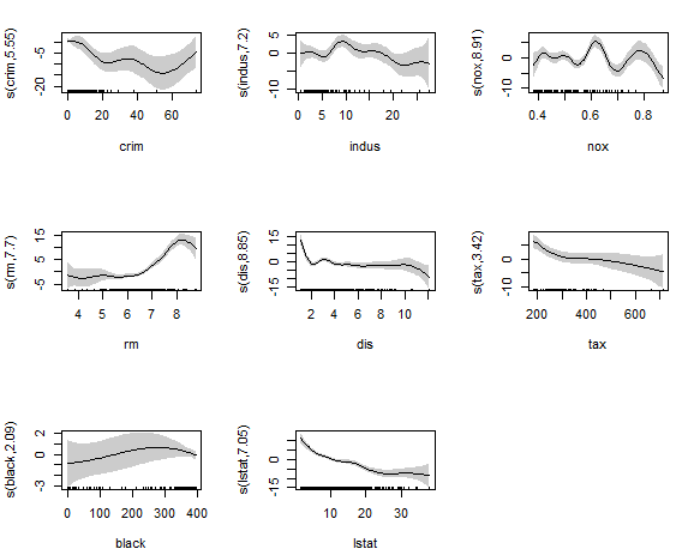 s(crim,5.55)
-5
-20
0 20 40 60
crim
s(indus,7.2)
5
0
-10
0 5 10 20
indus
s(nox,8.91)
0
-10
0.4 0.6 0.8
nox
s(rm,7.7)
15
5
-5
4 5 6 7 8
rm
s(dis,8.85)
15
0
-15
2 4 6 8 10
dis
s(tax,3.42)
0
-10
200 400 600
tax
s(black,2.09)
2
0
-3
0 100 200 300 400
black
s(lstat,7.05)
0
-15
10 20 30
lstat